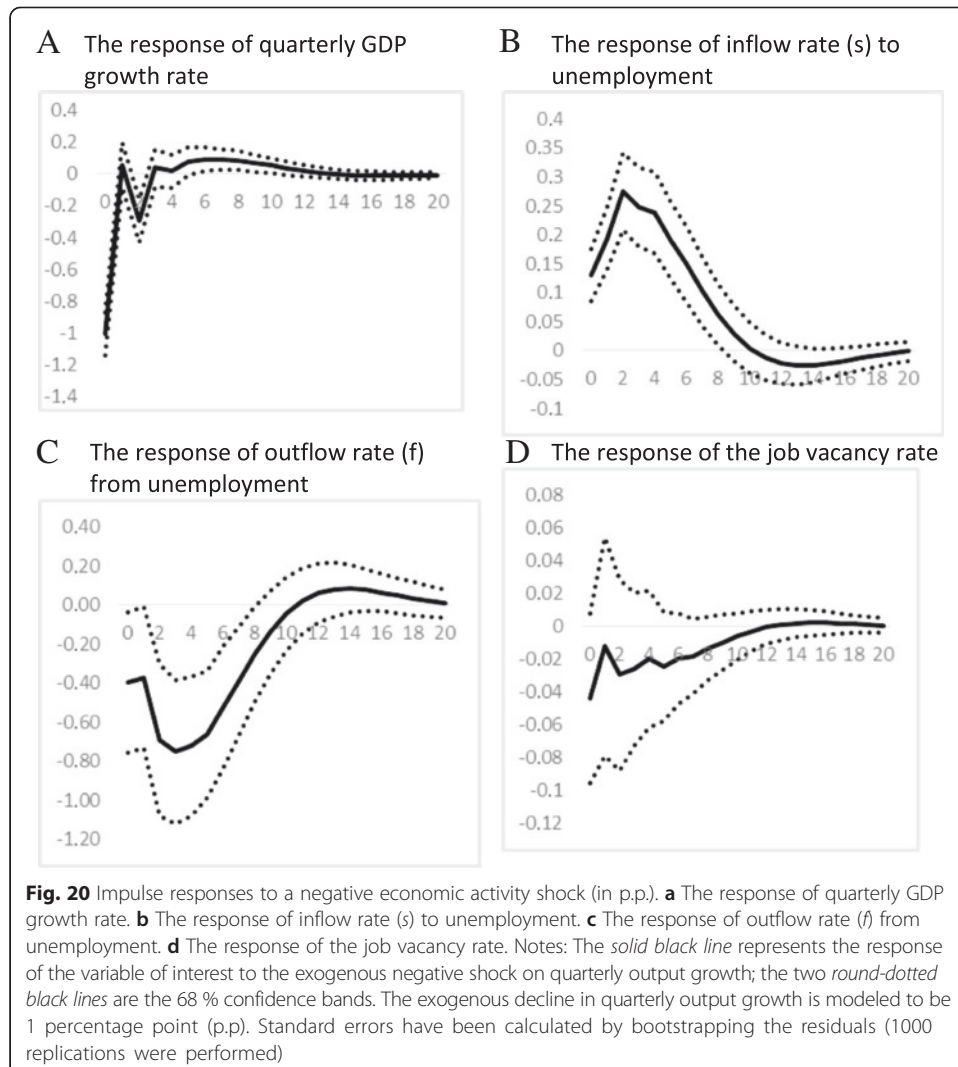 A The response of quarterly GDP
growth rate
0.4
0.2
0
-0.2
-0.4
-0.6
-0.8
-1
-1.2
-1.4
0 2 4 6 8 10 12 14 16 18 20
B The response of inflow rate (s) to
unemployment
0.4
0.35
0.3
0.25
0.2
0.15
0.1
0.05
0
-0.05
-0.1
0 2 4 6 8 10 12 14 16 18 20
C The response of outflow rate (f)
from unemployment
0.40
0.20
0.00
-0.20
-0.40
-0.60
-0.80
-1.00
-1.20
0 2 4 6 8 10 12 14 16 18 20
D The response of the job vacancy rate
0.08
0.06
0.04
0.02
0
-0.02
-0.04
-0.06
-0.08
-0.1
-0.12
0 2 4 6 8 10 12 14 16 18 20
Fig. 20 Impulse responses to a negative economic activity shock (in p.p.). a The response of quarterly GDP
growth rate. b The response of inflow rate (s) to unemployment. c The response of outflow rate (f) from
unemployment. d The response of the job vacancy rate. Notes: The solid black line represents the response
of the variable of interest to the exogenous negative shock on quarterly output growth; the two round-dotted
black lines are the 68 % confidence bands. The exogenous decline in quarterly output growth is modeled to be
1 percentage point (p.p). Standard errors have been calculated by bootstrapping the residuals (1000
replications were performed)